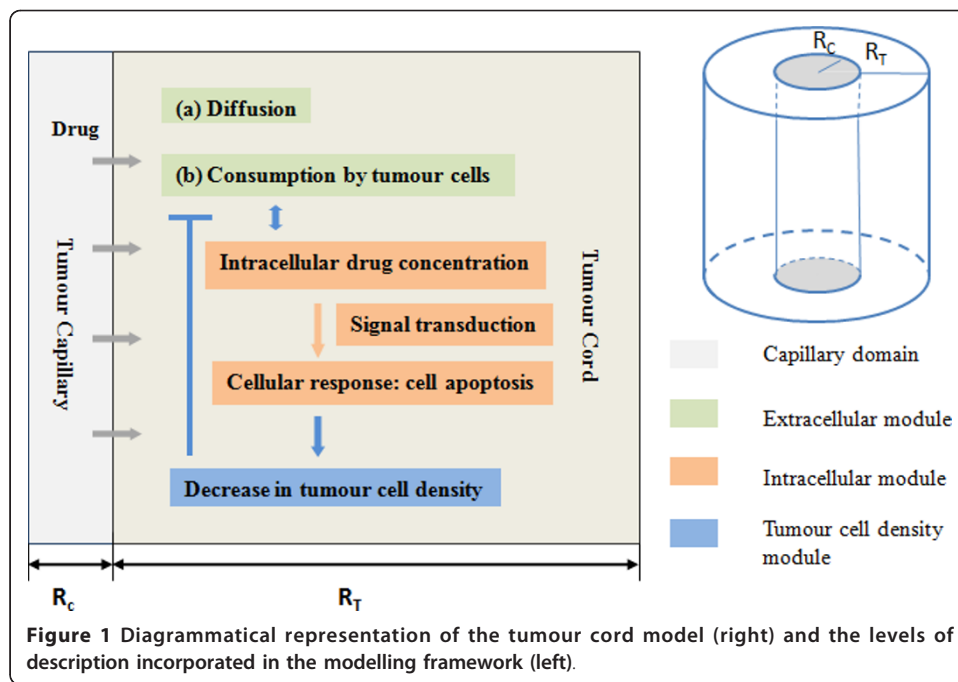 Drug
Tumour Capillary
(a) Diffusion
(b) Consumption by tumour cells
Intracellular drug concentration
Signal transduction
Cellular response: cell apoptosis
Decrease in tumour cell density
Tumour Cord
Rc
RT
RC
RT
Capillary domain
Extracellular module
Intracellular module
Tumour cell density
module
Figure 1 Diagrammatical representation of the tumour cord model (right) and the levels of
description incorporated in the modelling framework (left).